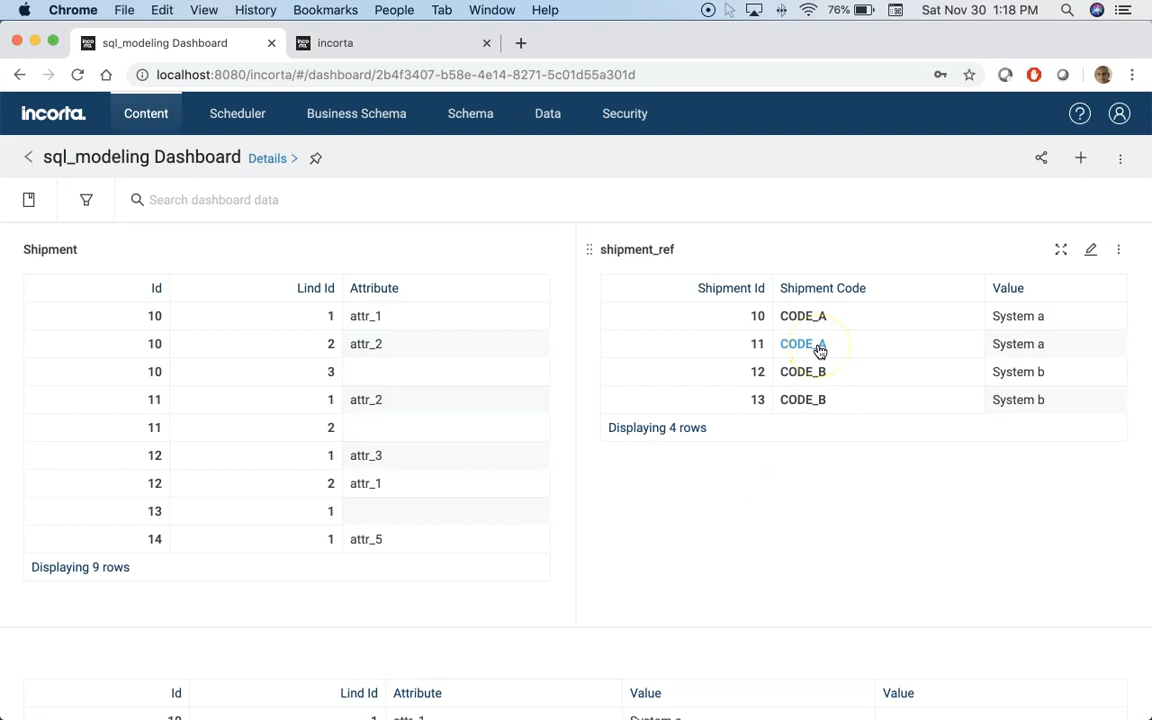 Chrome File Edit View History Bookmarks People Tab Window Help 76% Sat Nov 30 1:18 PM
sql_modeling Dashboard incorta
localhost:8080/incorta/#/dashboard/2b4f3407-b58e-4e14-8271-5c01d55a301d
incorta. Content Scheduler Business Schema Schema Data Security
sql_modeling Dashboard Details >
Search dashboard data
Shipment
Id Lind Id Attribute
10 1 attr_1
10 2 attr_2
10 3
11 1 attr_2
11 2
12 1 attr_3
12 2 attr_1
13 1
14 1 attr_5
Displaying 9 rows
shipment_ref
Shipment Id Shipment Code Value
10 CODE_A System a
11 CODE_A System a
12 CODE_B System b
13 CODE_B System b
Displaying 4 rows
Id Lind Id Attribute Value Value
10 1 attr_1 System a